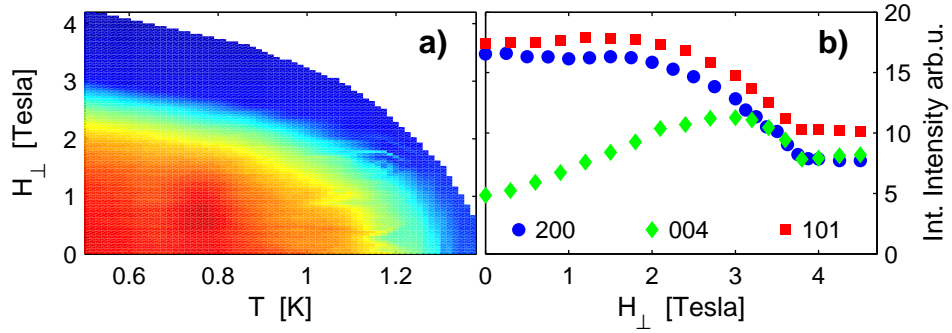 a)
4
3
2
1
0
H⊥ [Tesla]
0.6 0.8 1 1.2
T [K]
b)
20
15
10
5
0
Int. Intensity arb.u.
200 004 101
0 1 2 3 4
H⊥ [Tesla]